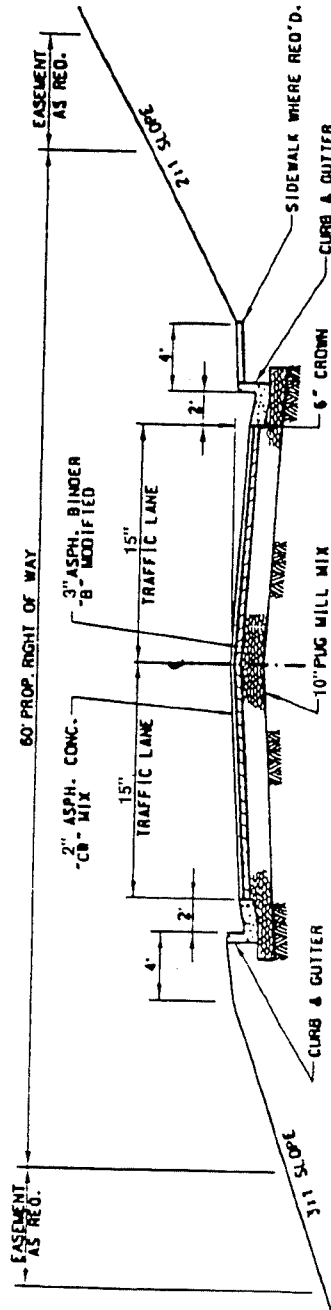 EASEMENT
AS REQ.
60' PROP. RIGHT OF WAY
EASEMENT
AS REQ.
2" ASPH. CONC.
"CW" MIX
3" ASPH. BINDER
"B" MODIFIED
15"
TRAFFIC LANE
15"
TRAFFIC LANE
4'
2'
2'
4'
2:1 SLOPE
3:1 SLOPE
CURB & GUTTER
10" PUG MILL MIX
6" CROWN
CURB & GUTTER
SIDEWALK WHERE REQ'D.